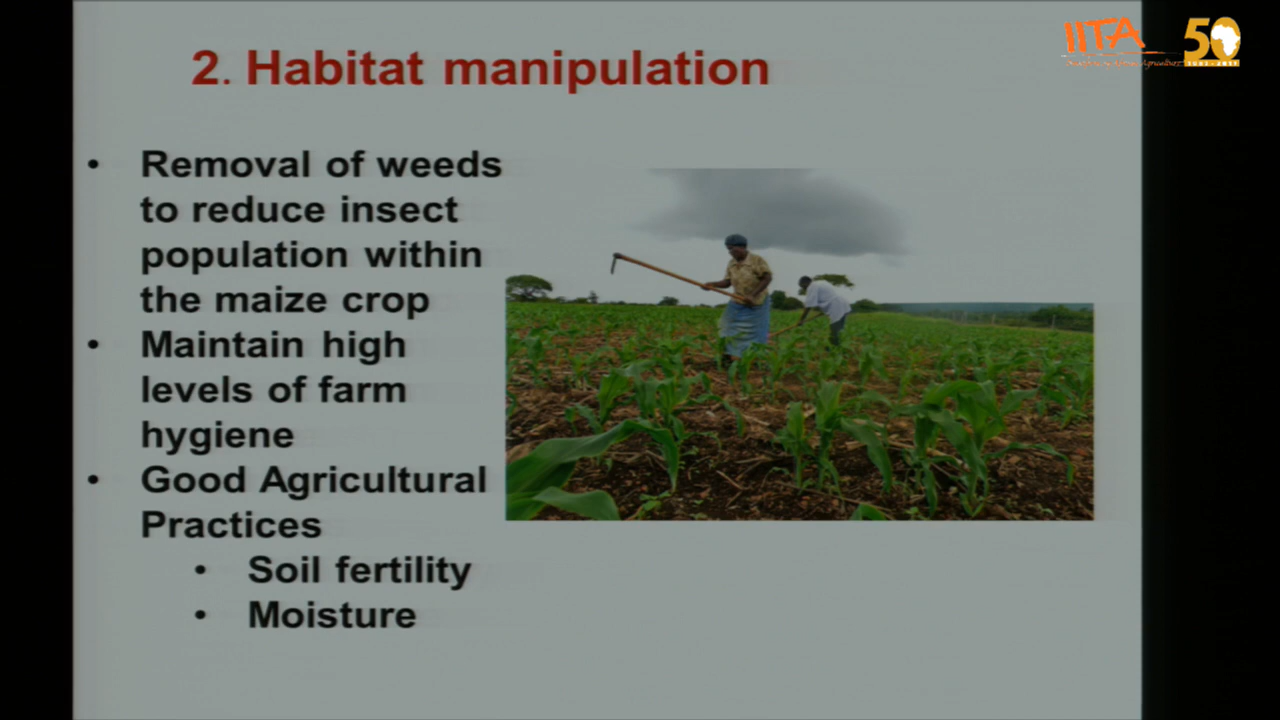 IITA
50
2. Habitat manipulation
• Removal of weeds
to reduce insect
population within
the maize crop
• Maintain high
levels of farm
hygiene
• Good Agricultural
Practices
• Soil fertility
• Moisture